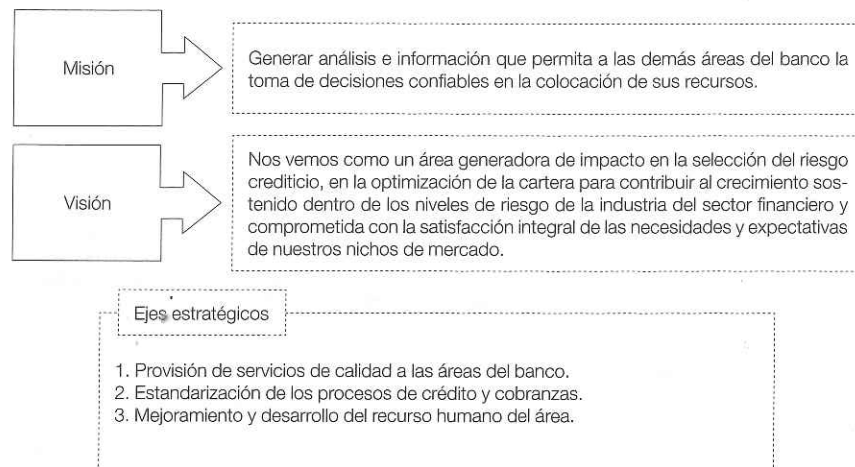 Misión
Generar análisis e información que permita a las demás áreas del banco la
toma de decisiones confiables en la colocación de sus recursos.
Visión
Nos vemos como un área generadora de impacto en la selección del riesgo
crediticio, en la optimización de la cartera para contribuir al crecimiento sos-
tenido dentro de los niveles de riesgo de la industria del sector financiero y
comprometida con la satisfacción integral de las necesidades y expectativas
de nuestros nichos de mercado.
Ejes estratégicos
1. Provisión de servicios de calidad a las áreas del banco.
2. Estandarización de los procesos de crédito y cobranzas.
3. Mejoramiento y desarrollo del recurso humano del área.